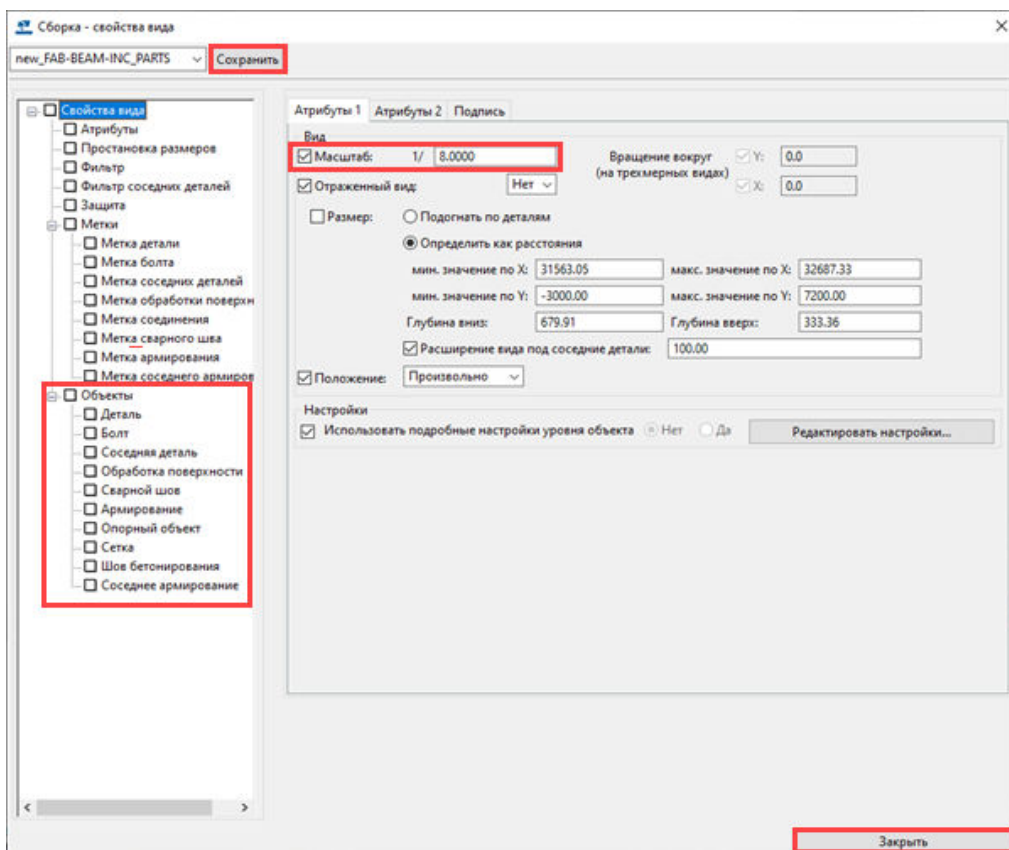 Сборка - свойства вида
new_FAB-BEAM-INC_PARTS
Сохранить
Свойства вида
Атрибуты
Простановка размеров
Фильтр
Фильтр соседних деталей
Защита
Метки
Метка детали
Метка болта
Метка соседних деталей
Метка обработки поверхн
Метка соединения
Метка сварного шва
Метка армирования
Метка соседнего армиров
Объекты
Деталь
Болт
Соседняя деталь
Обработка поверхности
Сварной шов
Армирование
Опорный объект
Сетка
Шов бетонирования
Соседнее армирование
Атрибуты 1 Атрибуты 2 Подпись
Вид
Масштаб: 1/ 8.0000
Вращение вокруг Y: 0.0
(на трехмерных видах) X: 0.0
Отраженный вид: Нет
Размер: Подогнать по деталям
Определить как расстояния
мин. значение по X: 31563.05 макс. значение по X: 32687.33
мин. значение по Y: -3000.00 макс. значение по Y: 7200.00
Глубина вниз: 679.91 Глубина вверх: 333.36
Расширение вида под соседние детали: 100.00
Положение: Произвольно
Настройки
Использовать подробные настройки уровня объекта Нет Да Редактировать настройки...
Закрыть